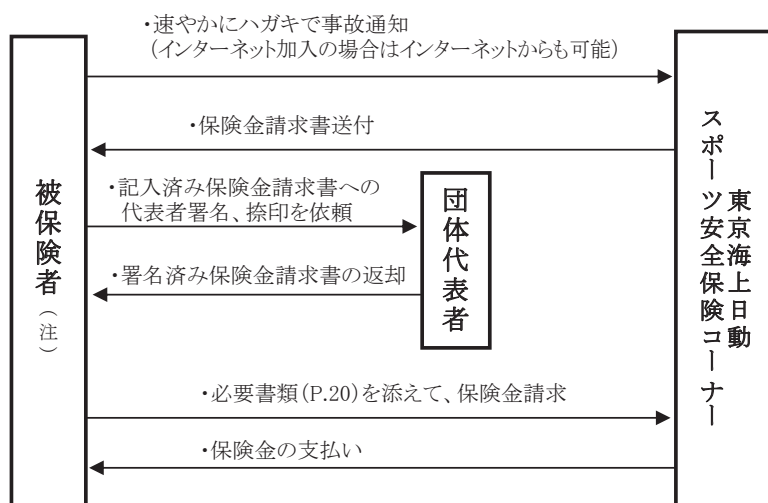 ・速やかにハガキで事故通知
(インターネット加入の場合はインターネットからも可能)
・保険金請求書送付
・記入済み保険金請求書への
代表者署名、捺印を依頼
・署名済み保険金請求書の返却
・必要書類(P.20)を添えて、保険金請求
・保険金の支払い
被保険者(注)
団体代表者
東京海上日動
スポーツ安全保険コーナー